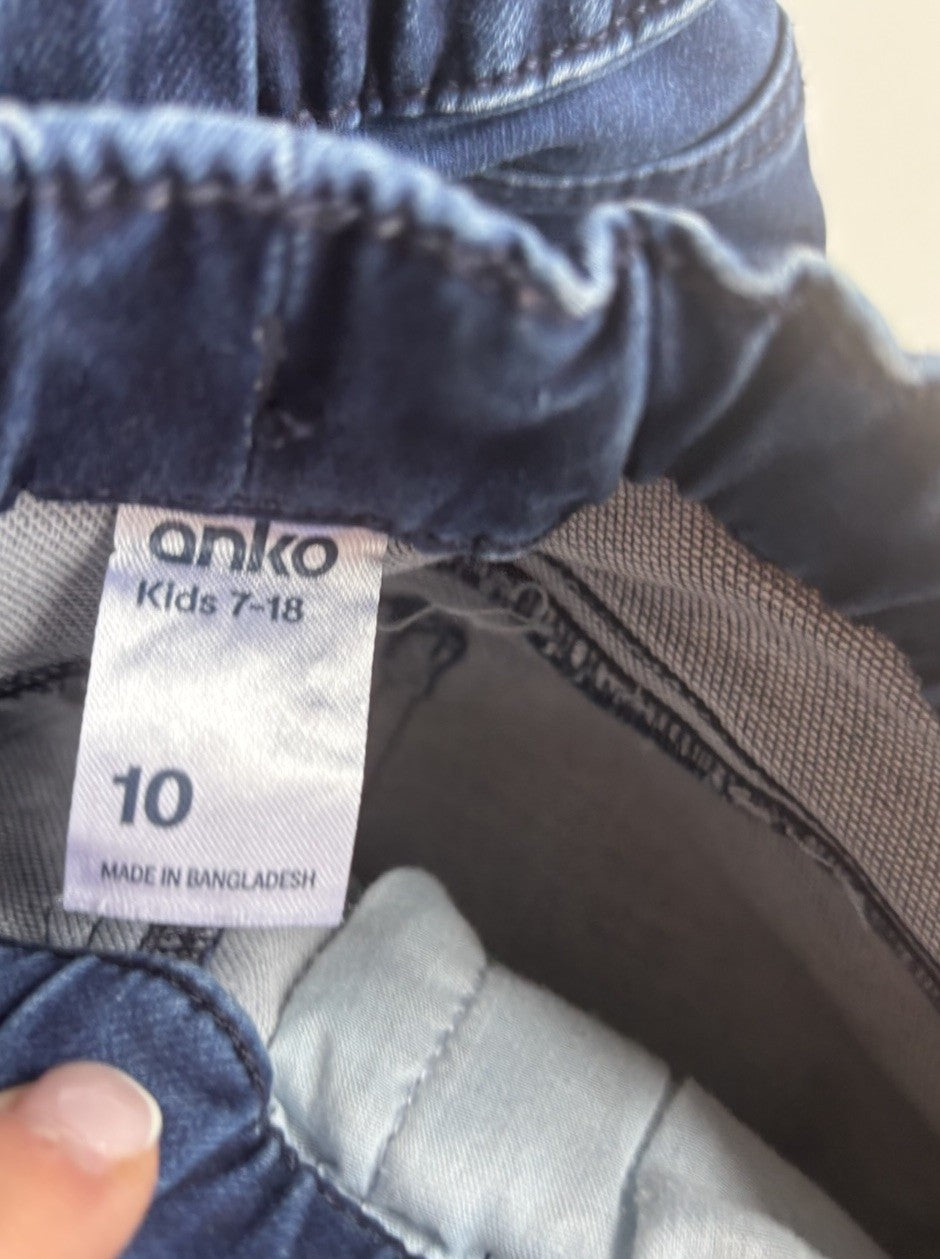 anko
Kids 7-18
10
MADE IN BANGLADESH